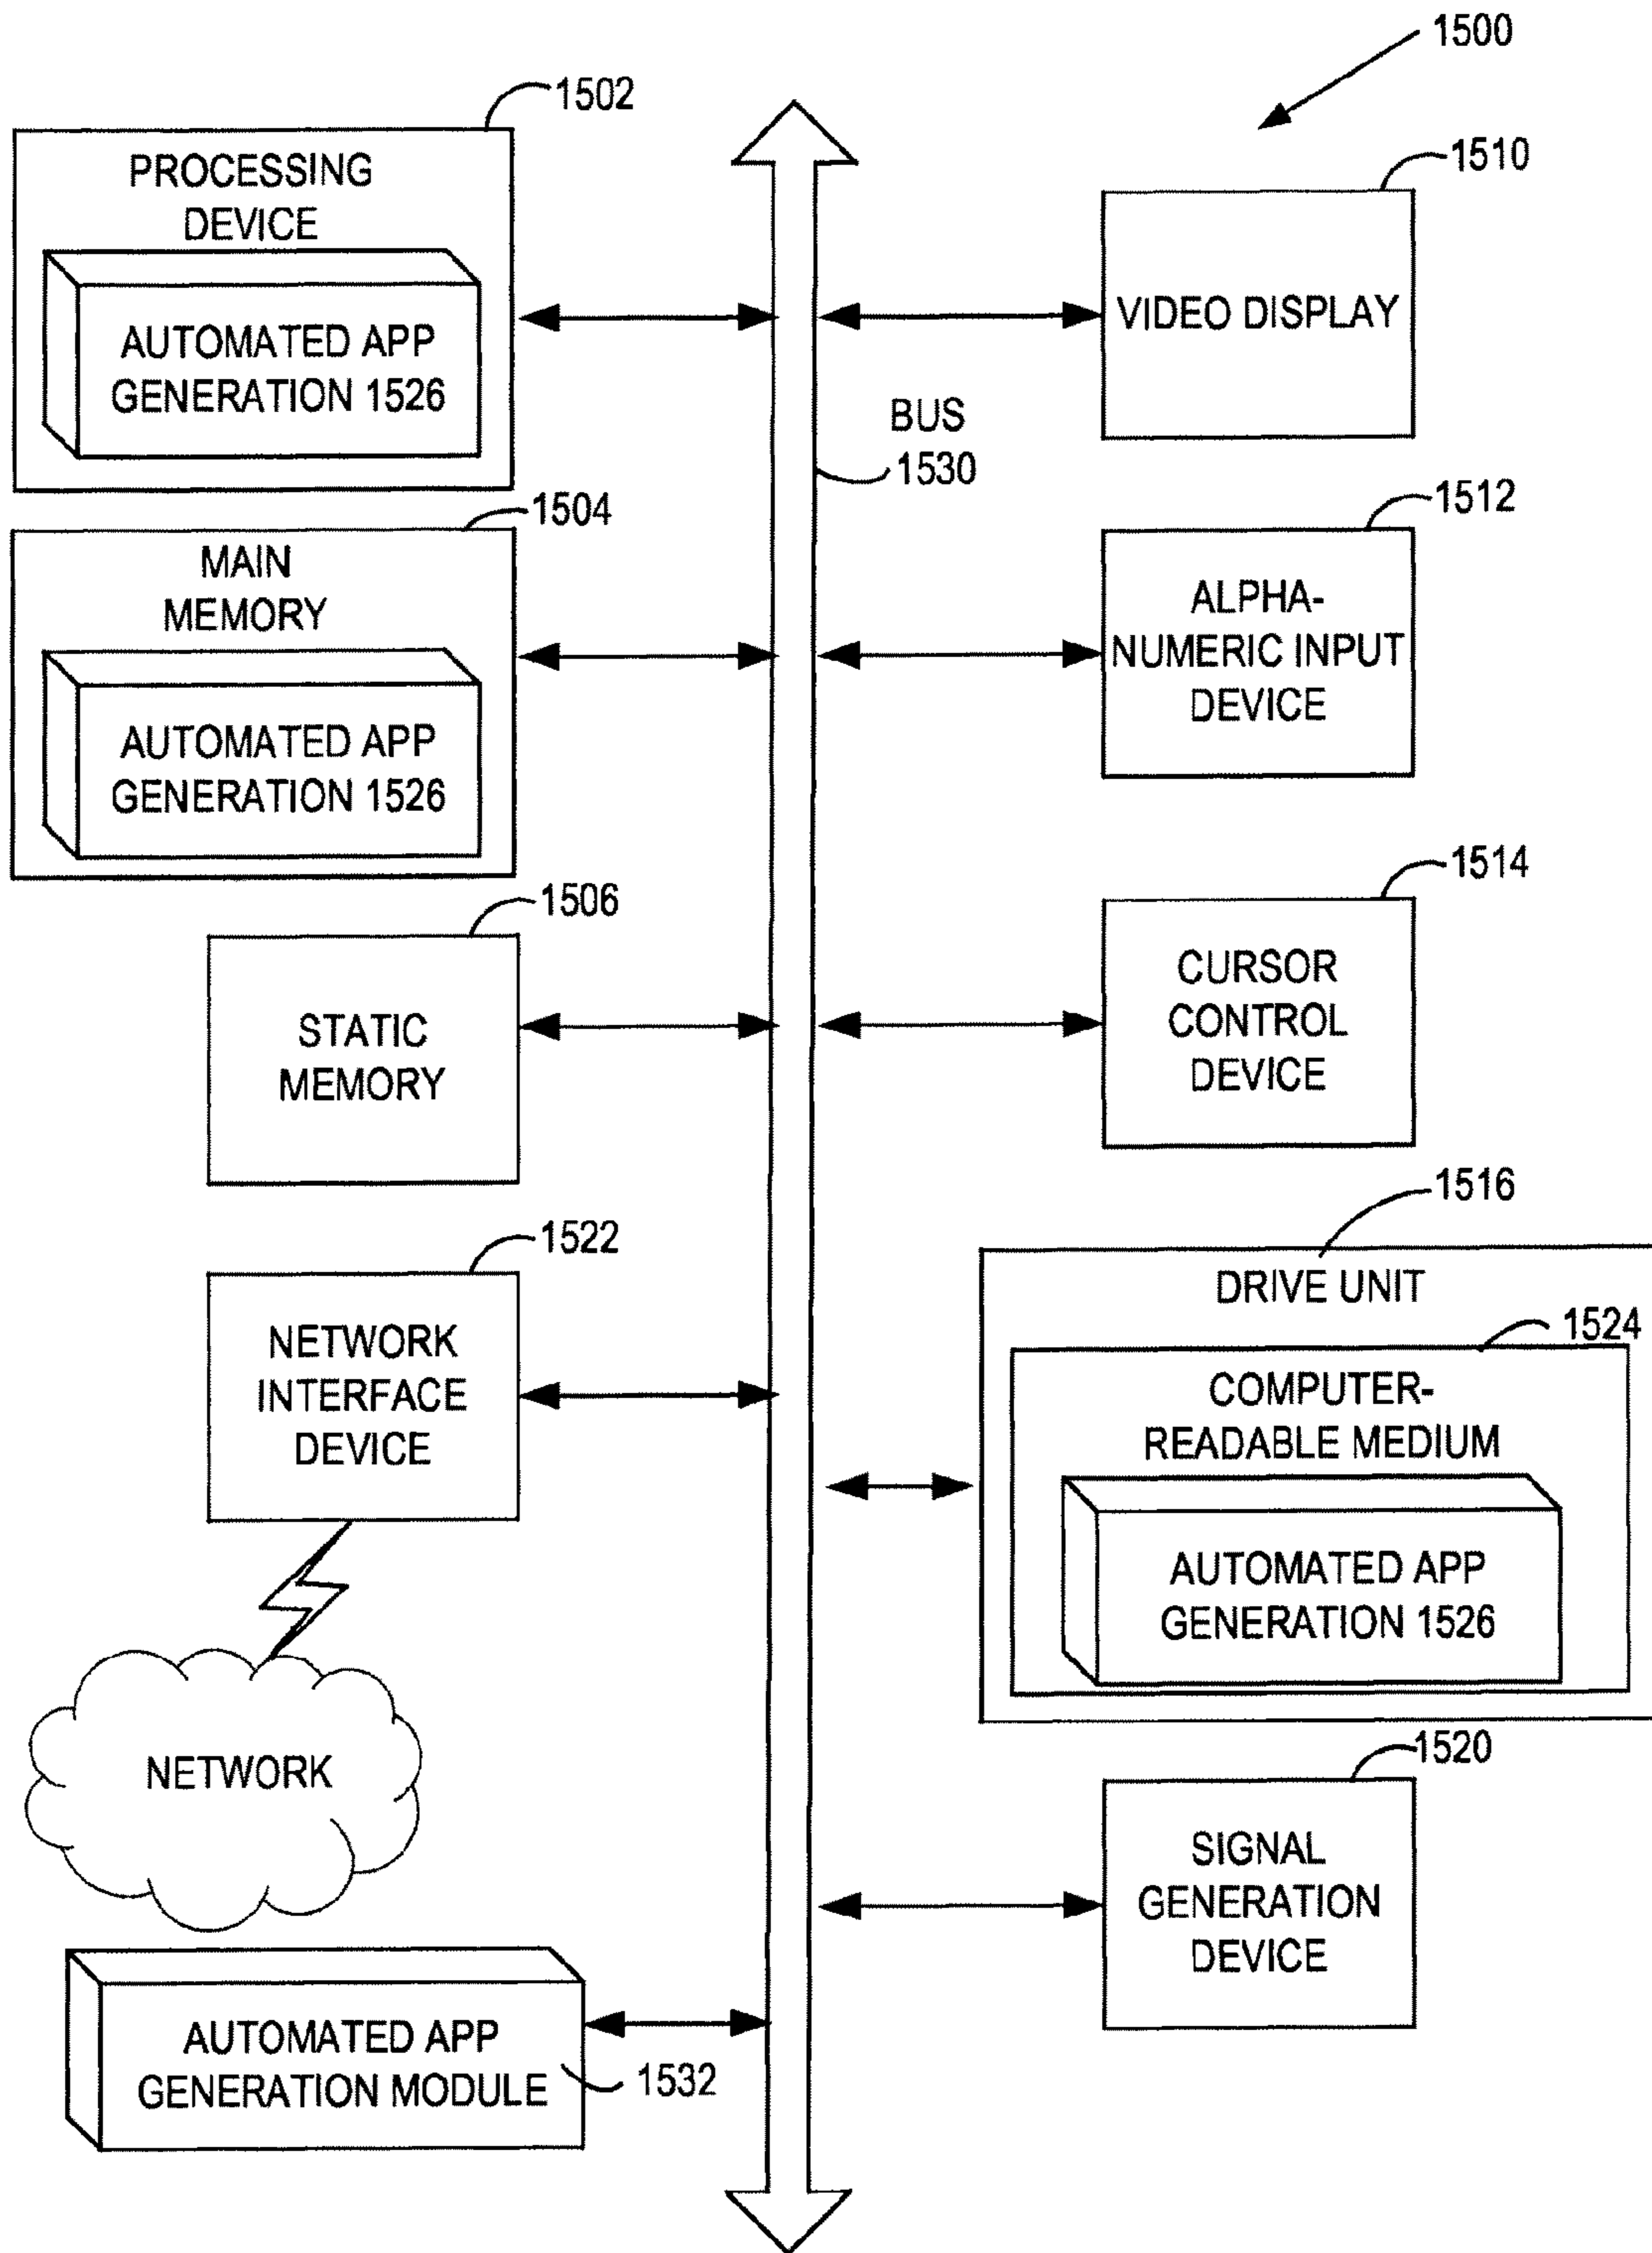 1500
1502
PROCESSING
DEVICE
AUTOMATED APP
GENERATION 1526
1510
VIDEO DISPLAY
BUS
1530
1504
MAIN
MEMORY
AUTOMATED APP
GENERATION 1526
1512
ALPHA-
NUMERIC INPUT
DEVICE
1506
STATIC
MEMORY
1514
CURSOR
CONTROL
DEVICE
1522
NETWORK
INTERFACE
DEVICE
1516
DRIVE UNIT
1524
COMPUTER-
READABLE MEDIUM
AUTOMATED APP
GENERATION 1526
NETWORK
1520
SIGNAL
GENERATION
DEVICE
AUTOMATED APP
GENERATION MODULE
1532